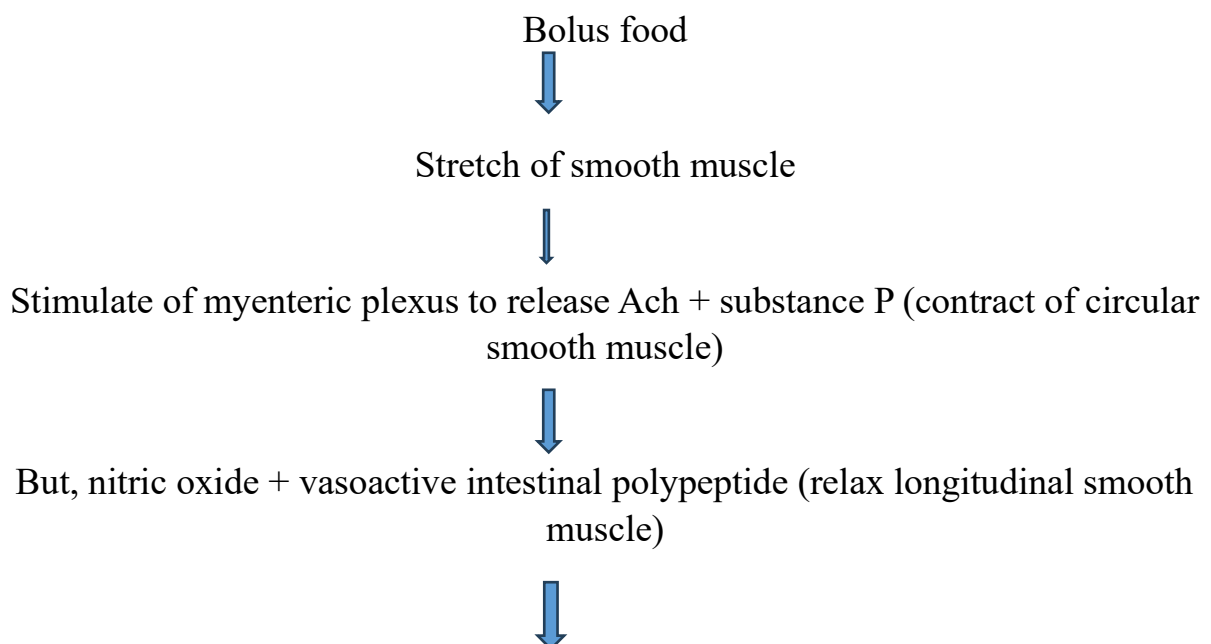 Bolus food
Stretch of smooth muscle
Stimulate of myenteric plexus to release Ach + substance P (contract of circular
smooth muscle)
But, nitric oxide + vasoactive intestinal polypeptide (relax longitudinal smooth
muscle)